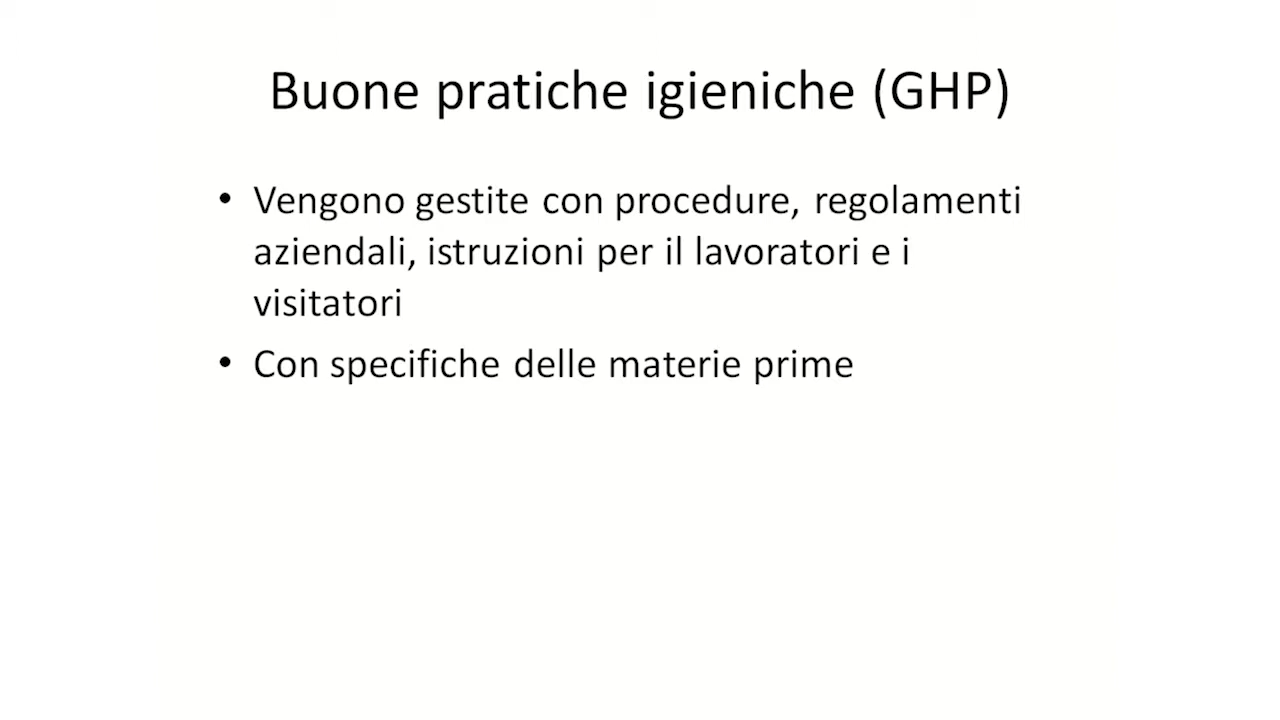 Buone pratiche igieniche (GHP)
• Vengono gestite con procedure, regolamenti
aziendali, istruzioni per il lavoratori e i
visitatori
• Con specifiche delle materie prime